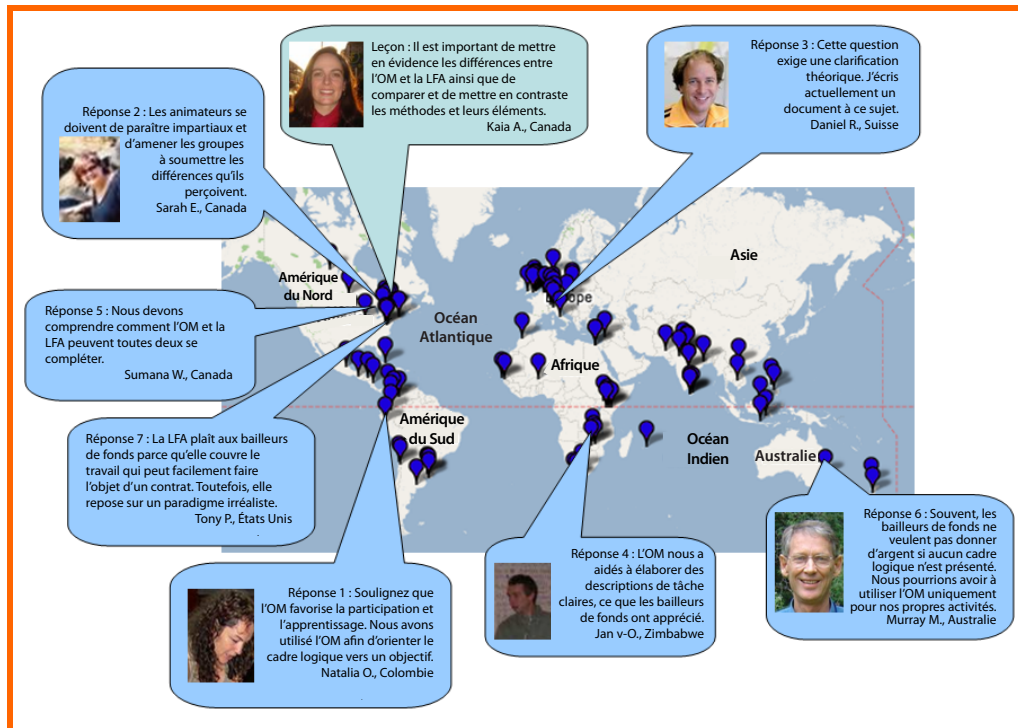 Leçon : Il est important de mettre
en évidence les différences entre
l'OM et la LFA ainsi que de
comparer et de mettre en contraste
les méthodes et leurs éléments.
Kaia A., Canada
Réponse 3 : Cette question
exige une clarification
théorique. J'écris
actuellement un
document à ce sujet.
Daniel R., Suisse
Réponse 2 : Les animateurs se
doivent de paraître impartiaux et
d'amener les groupes
à soumettre les
différences qu'ils
perçoivent.
Sarah E., Canada
Asie
Amérique
du Nord
Europe
Océan
Atlantique
Réponse 5 : Nous devons
comprendre comment l'OM et la
LFA peuvent toutes deux se
compléter.
Sumana W., Canada
Afrique
Amérique
du Sud
Océan
Indien
Australie
Réponse 7 : La LFA plaît aux bailleurs
de fonds parce qu'elle couvre le
travail qui peut facilement faire
l'objet d'un contrat. Toutefois, elle
repose sur un paradigme irréaliste.
Tony P., États Unis
Réponse 6 : Souvent, les
bailleurs de fonds ne
veulent pas donner
d'argent si aucun cadre
logique n'est présenté.
Nous pourrions avoir à
utiliser l'OM uniquement
pour nos propres activités.
Murray M., Australie
Réponse 4 : L'OM nous a
aidés à élaborer des
descriptions de tâche
claires, ce que les bailleurs
de fonds ont apprécié.
Jan v-O., Zimbabwe
Réponse 1 : Soulignez que
l'OM favorise la participation et
l'apprentissage. Nous avons
utilisé l'OM afin d'orienter le
cadre logique vers un objectif.
Natalia O., Colombie